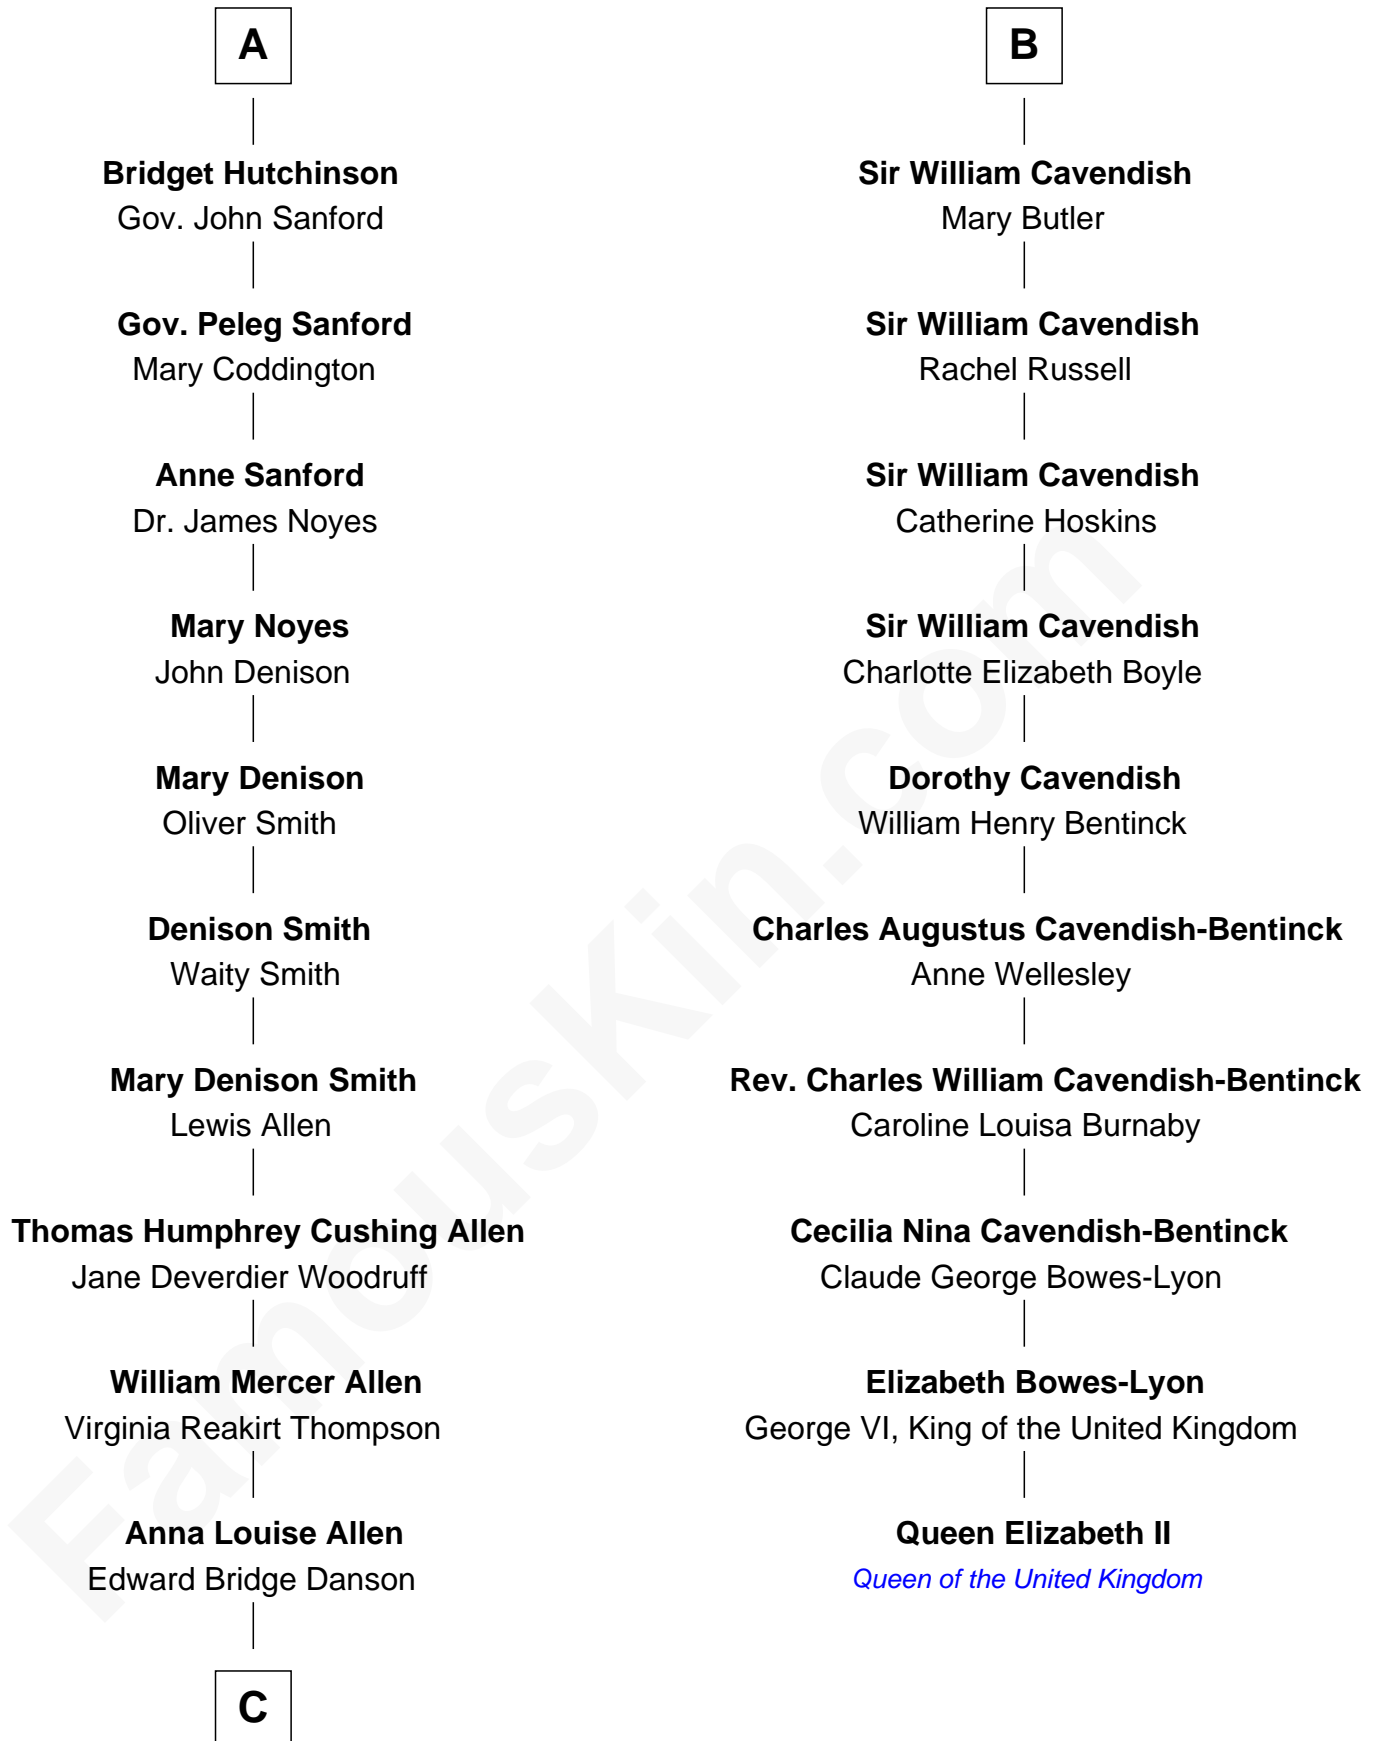 A
Bridget Hutchinson
Gov. John Sanford
Gov. Peleg Sanford
Mary Coddington
Anne Sanford
Dr. James Noyes
Mary Noyes
John Denison
Mary Denison
Oliver Smith
Denison Smith
Waity Smith
Mary Denison Smith
Lewis Allen
Thomas Humphrey Cushing Allen
Jane Deverdier Woodruff
William Mercer Allen
Virginia Reakirt Thompson
Anna Louise Allen
Edward Bridge Danson
C
B
Sir William Cavendish
Mary Butler
Sir William Cavendish
Rachel Russell
Sir William Cavendish
Catherine Hoskins
Sir William Cavendish
Charlotte Elizabeth Boyle
Dorothy Cavendish
William Henry Bentinck
Charles Augustus Cavendish-Bentinck
Anne Wellesley
Rev. Charles William Cavendish-Bentinck
Caroline Louisa Burnaby
Cecilia Nina Cavendish-Bentinck
Claude George Bowes-Lyon
Elizabeth Bowes-Lyon
George VI, King of the United Kingdom
Queen Elizabeth II
Queen of the United Kingdom
FamousKin.com